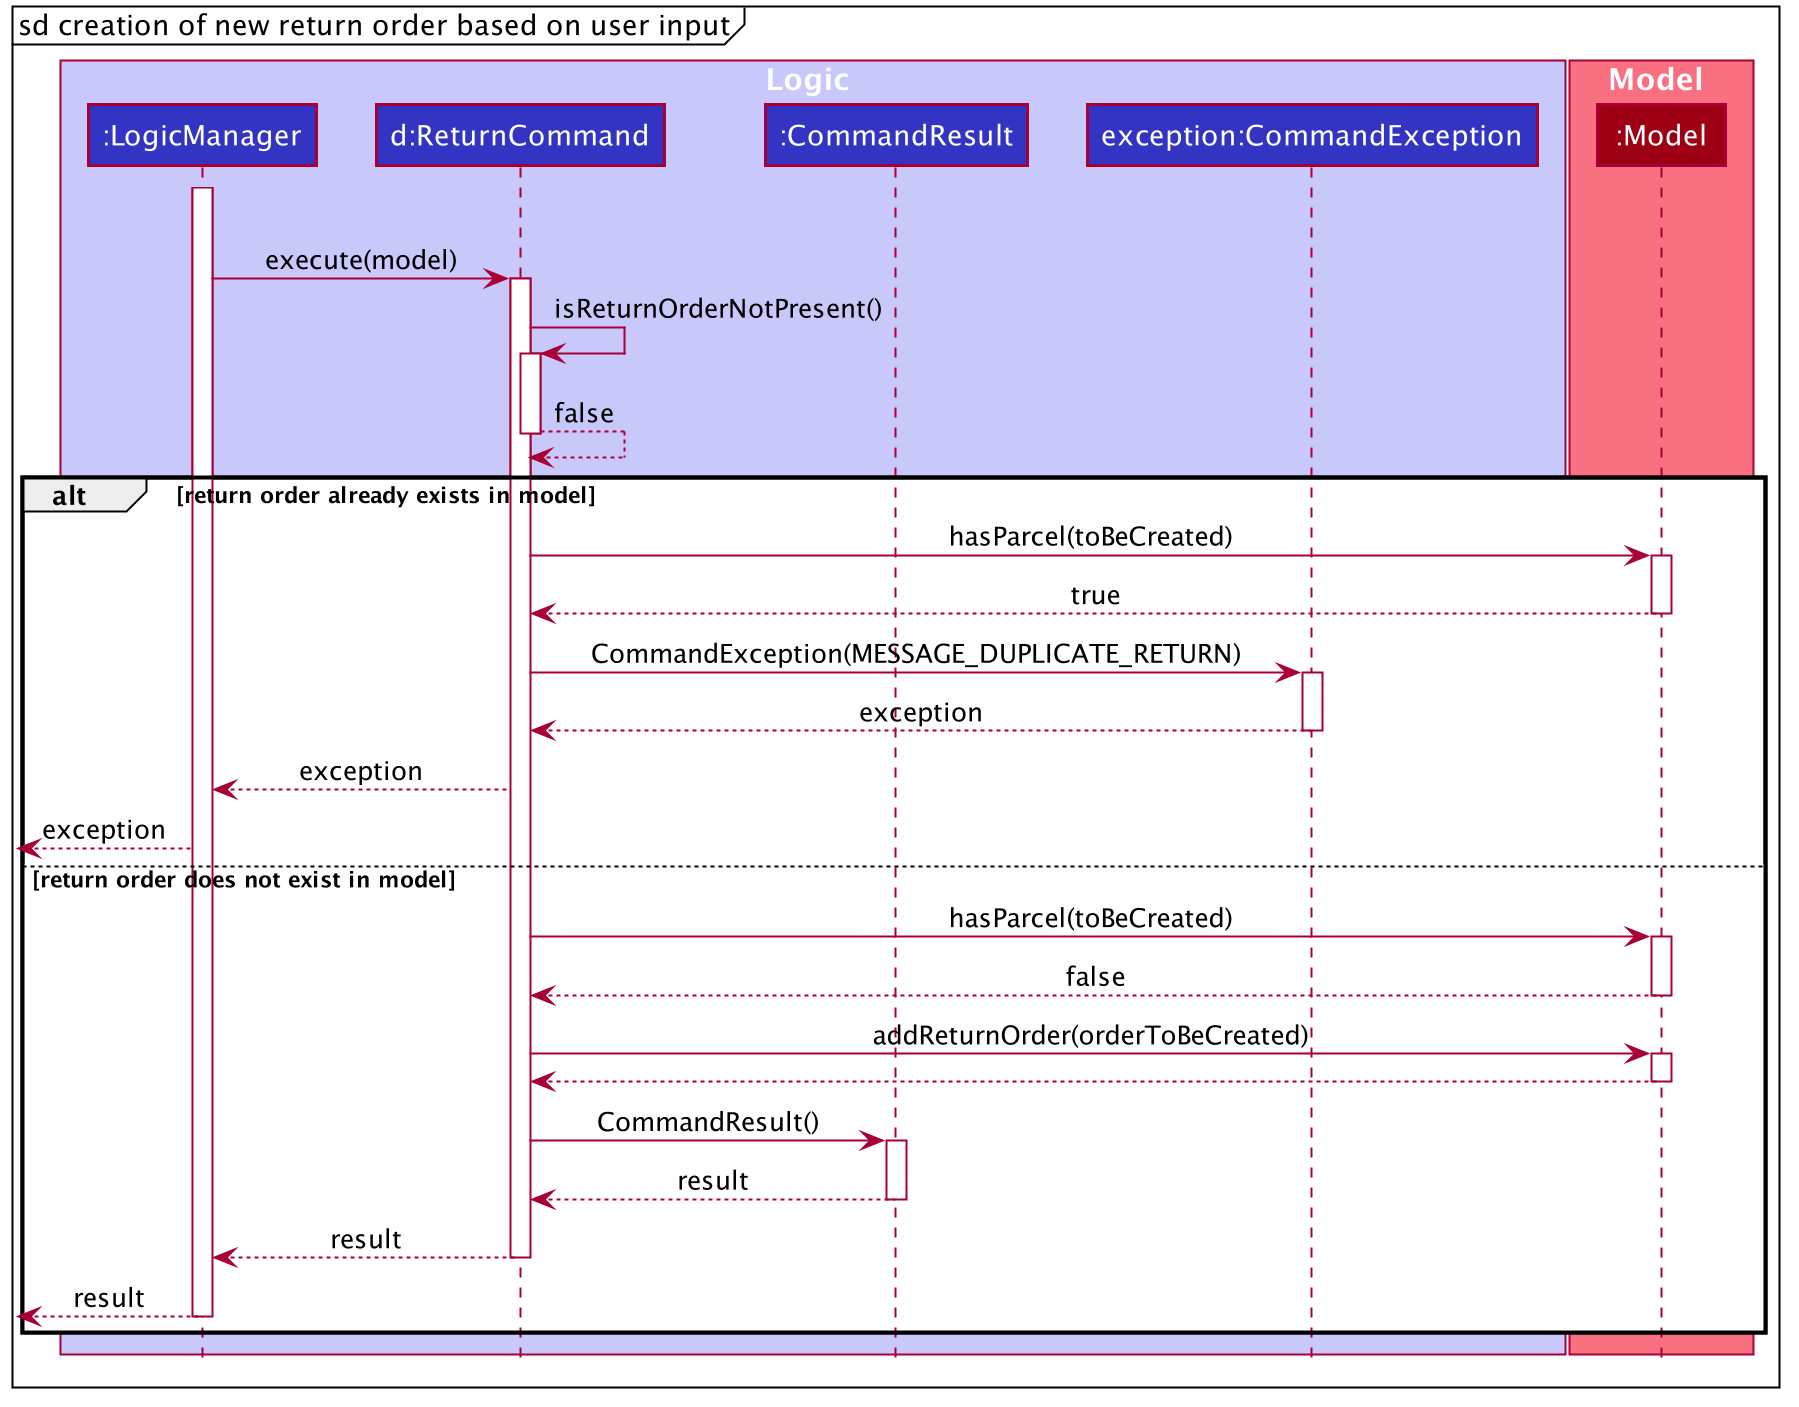 sd creation of new return order based on user input
Logic
Model
:LogicManager
d:ReturnCommand
:CommandResult
exception:CommandException
:Model
execute(model)
isReturnOrderNotPresent()
false
alt
[return order already exists in model]
hasParcel(toBeCreated)
true
CommandException(MESSAGE_DUPLICATE_RETURN)
exception
exception
exception
[return order does not exist in model]
hasParcel(toBeCreated)
false
addReturnOrder(orderToBeCreated)
CommandResult()
result
result
result